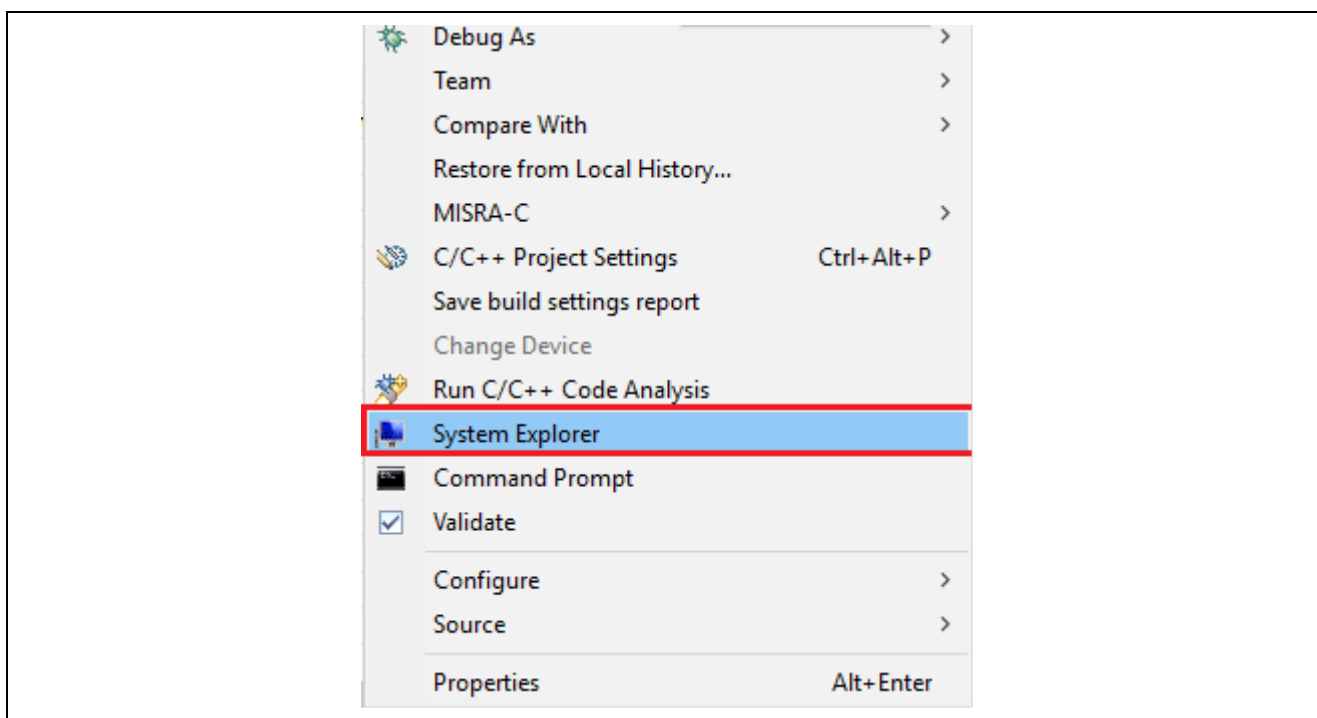 Debug As >
Team >
Compare With >
Restore from Local History...
MISRA-C >
C/C++ Project Settings Ctrl+Alt+P
Save build settings report
Change Device
Run C/C++ Code Analysis
System Explorer
Command Prompt
Validate
Configure >
Source >
Properties Alt+Enter